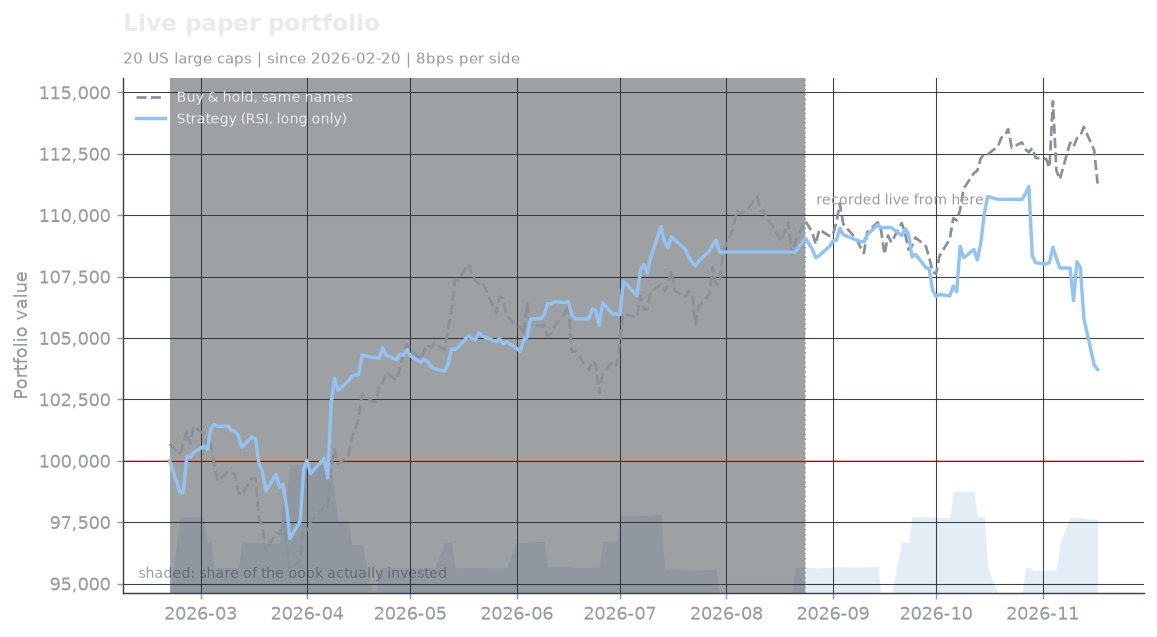 Live paper portfolio
20 US large caps | since 2026-02-20 | 8bps per side
115,000
112,500
110,000
107,500
105,000
102,500
100,000
97,500
95,000
Portfolio value
Buy & hold, same names
Strategy (RSI, long only)
recorded live from here
shaded: share of the book actually invested
2026-03 2026-04 2026-05 2026-06 2026-07 2026-08 2026-09 2026-10 2026-11